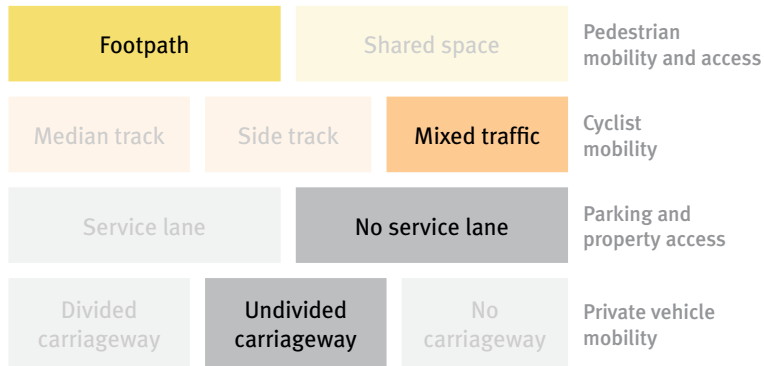 Footpath
Shared space
Pedestrian
mobility and access
Median track
Side track
Mixed traffic
Cyclist
mobility
Service lane
No service lane
Parking and
property access
Divided
carriageway
Undivided
carriageway
No
carriageway
Private vehicle
mobility